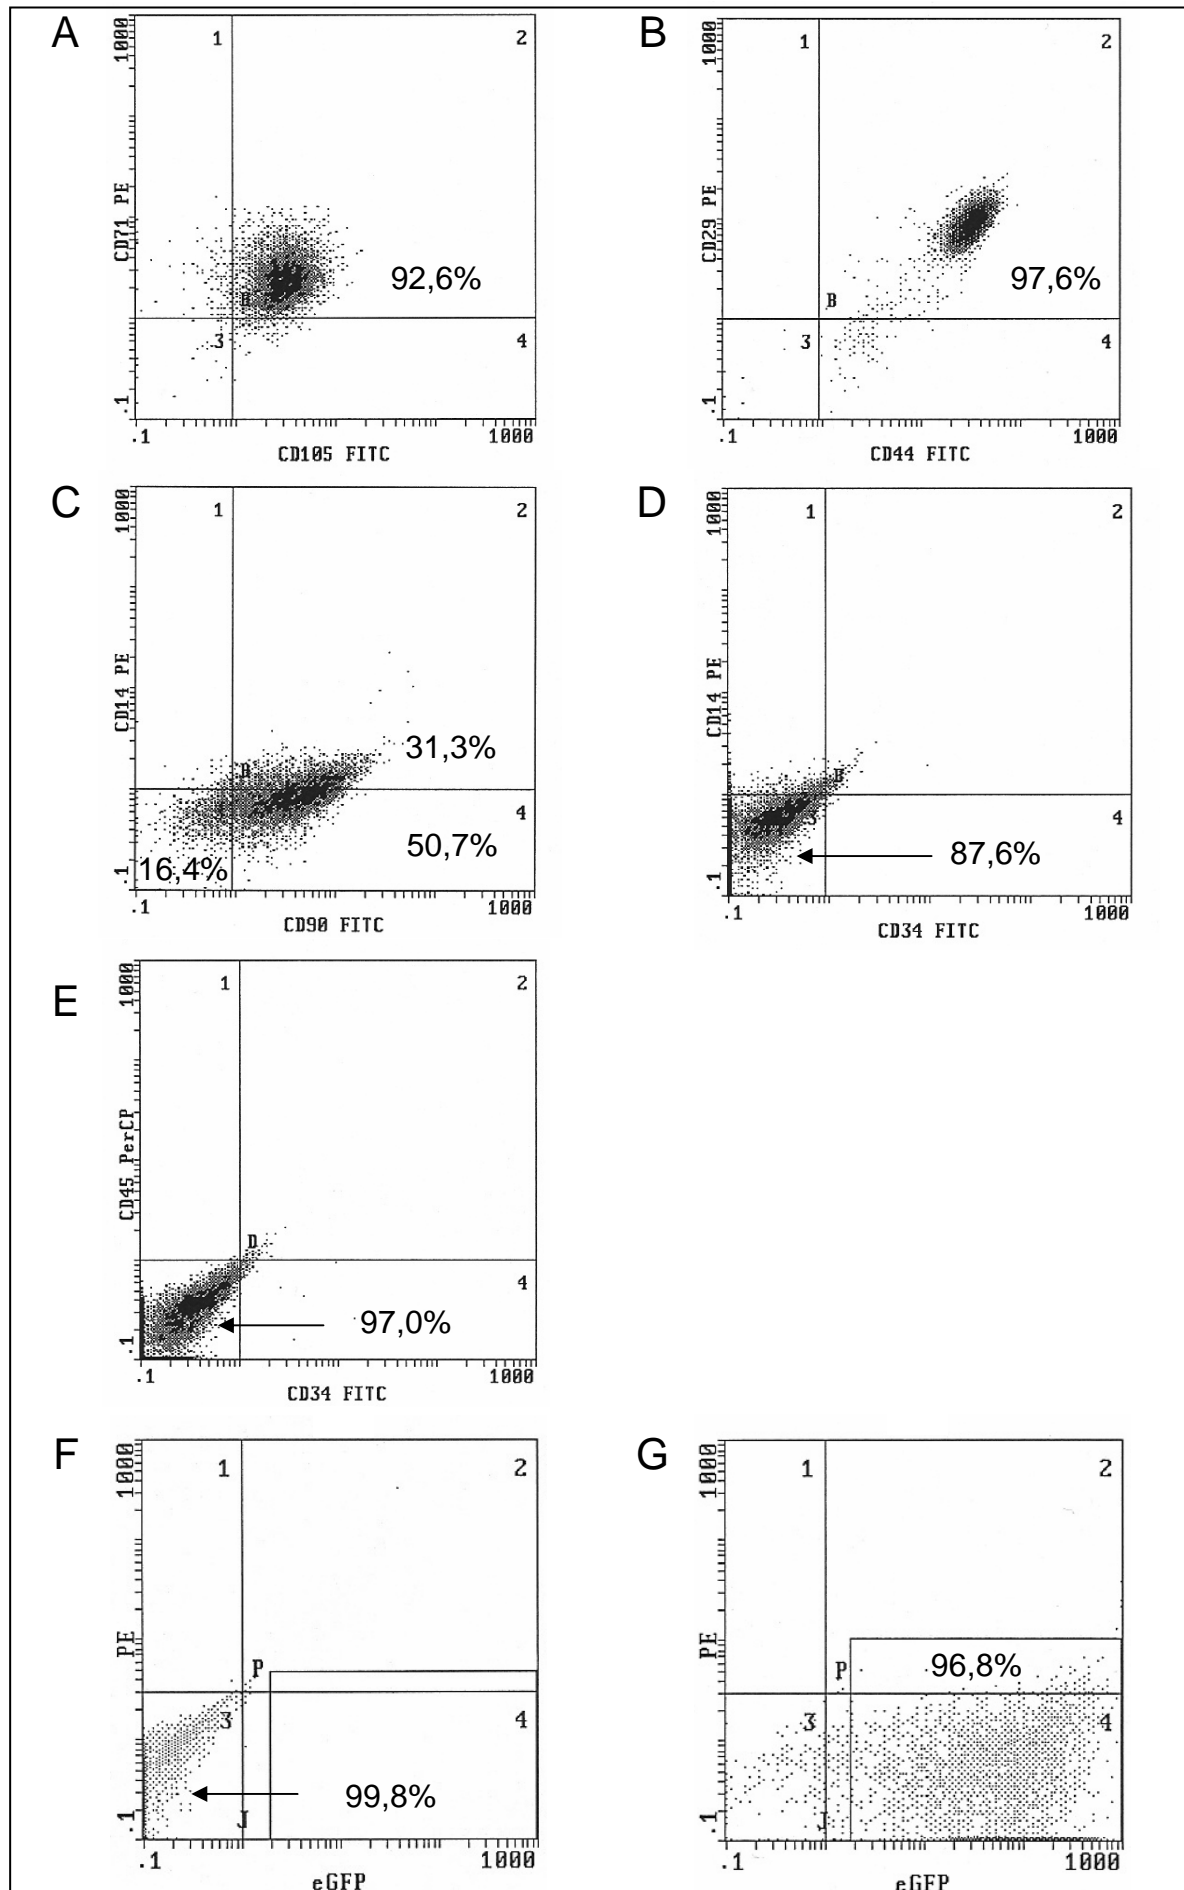 A
1000
1
2
CD71 PE
92,6%
B
3
4
.1
.1
1000
CD105 FITC
B
1000
1
2
CD29 PE
97,6%
B
3
4
.1
.1
1000
CD44 FITC
C
1000
1
2
CD14 PE
31,3%
B
4
50,7%
16,4%
.1
.1
1000
CD90 FITC
D
1000
1
2
CD14 PE
B
3
4
87,6%
.1
.1
1000
CD34 FITC
E
1000
1
2
CD45 PerCP
D
4
97,0%
.1
.1
1000
CD34 FITC
F
1000
1
2
PE
P
3
4
99,8%
.1
J
.1
1000
eGFP
G
1000
1
2
PE
P
96,8%
3
4
.1
J
.1
1000
eGFP